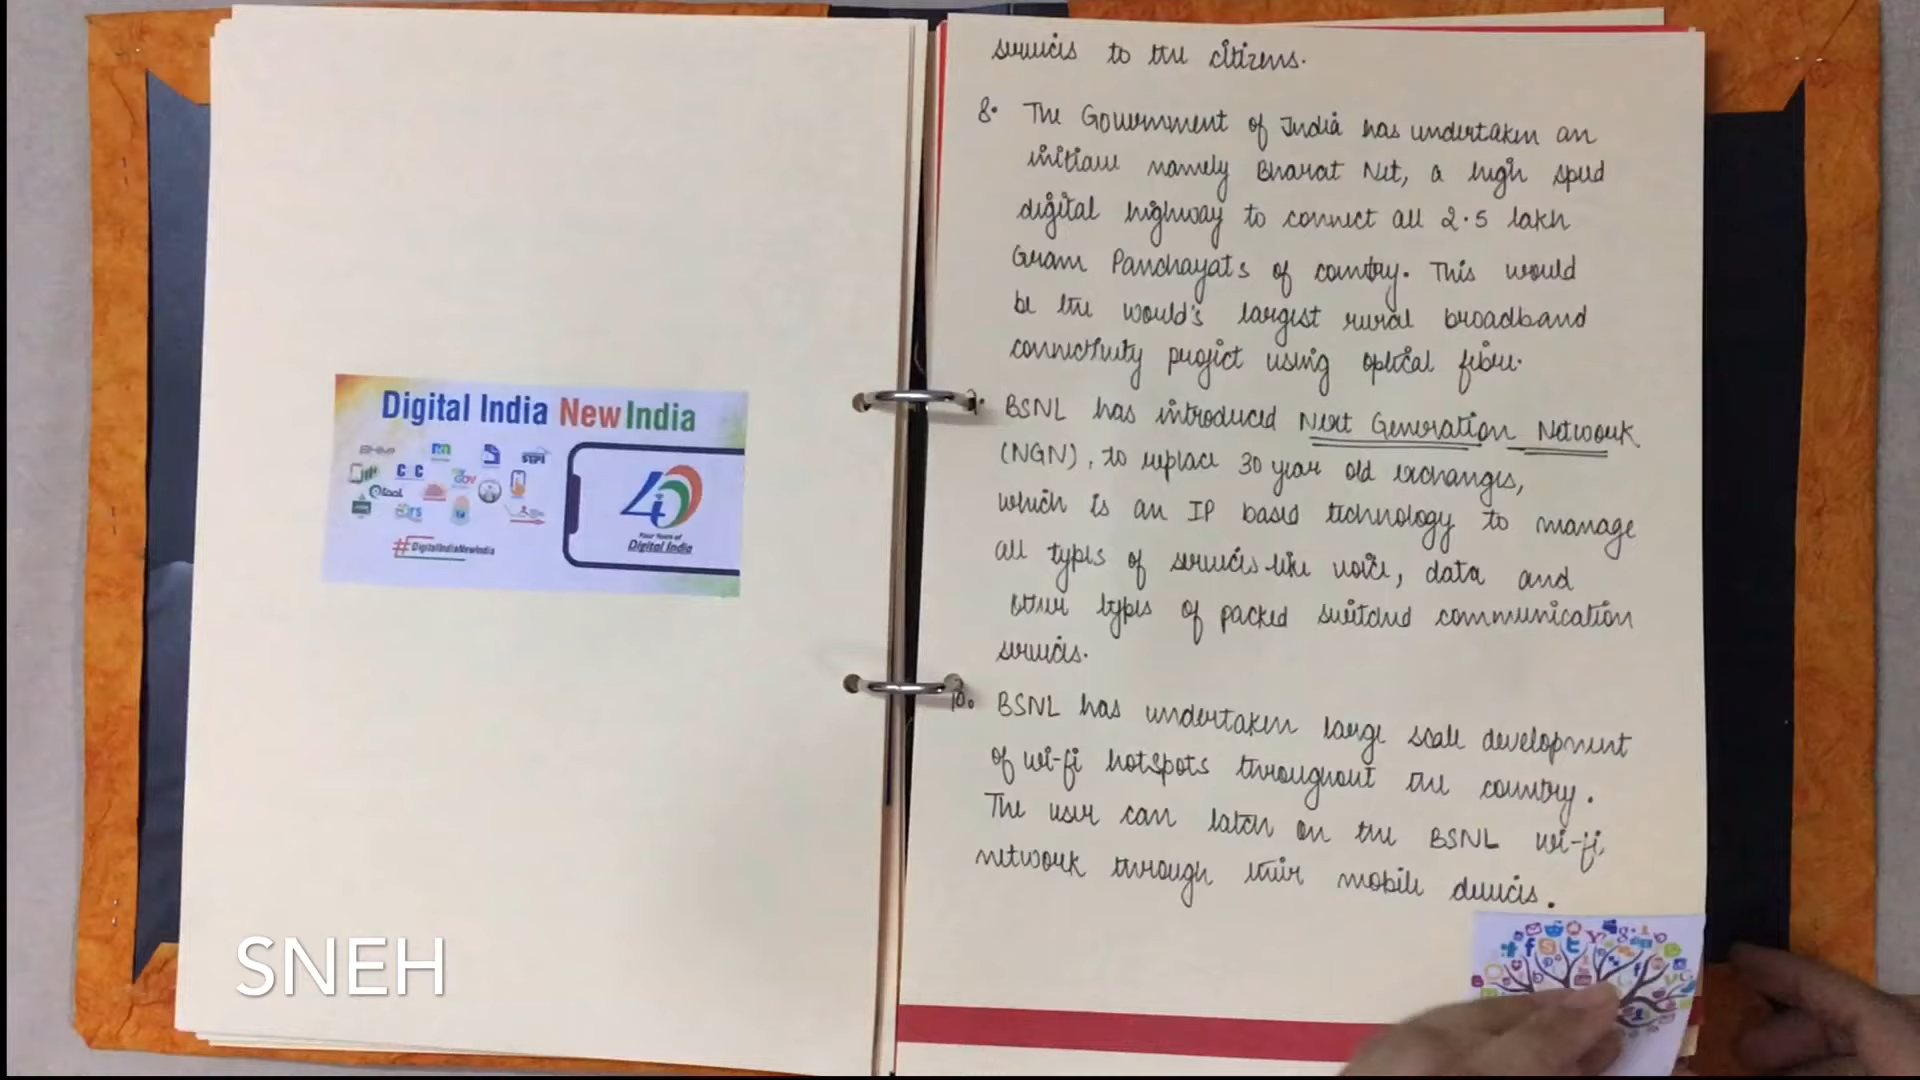 Digital India New India
BHIM
STPI
#DigitalIndiaNewIndia
Four Years of
Digital India
SNEH
services to the citizens.
8. The Government of India has undertaken an
initiave namely Bharat Net, a high speed
digital highway to connect all 2.5 lakh
Gram Panchayats of country. This would
be the would's largest rural broadband
connectivity project using optical fibre.
9. BSNL has introduced Next Generation Network
(NGN), to replace 30 year old exchanges,
which is an IP based technology to manage
all types of services like voice, data and
other types of packed switched communication
services.
10. BSNL has undertaken large scale development
of wi-fi hotspots throughout the country.
The user can latch on the BSNL wi-fi
network through their mobile devices.